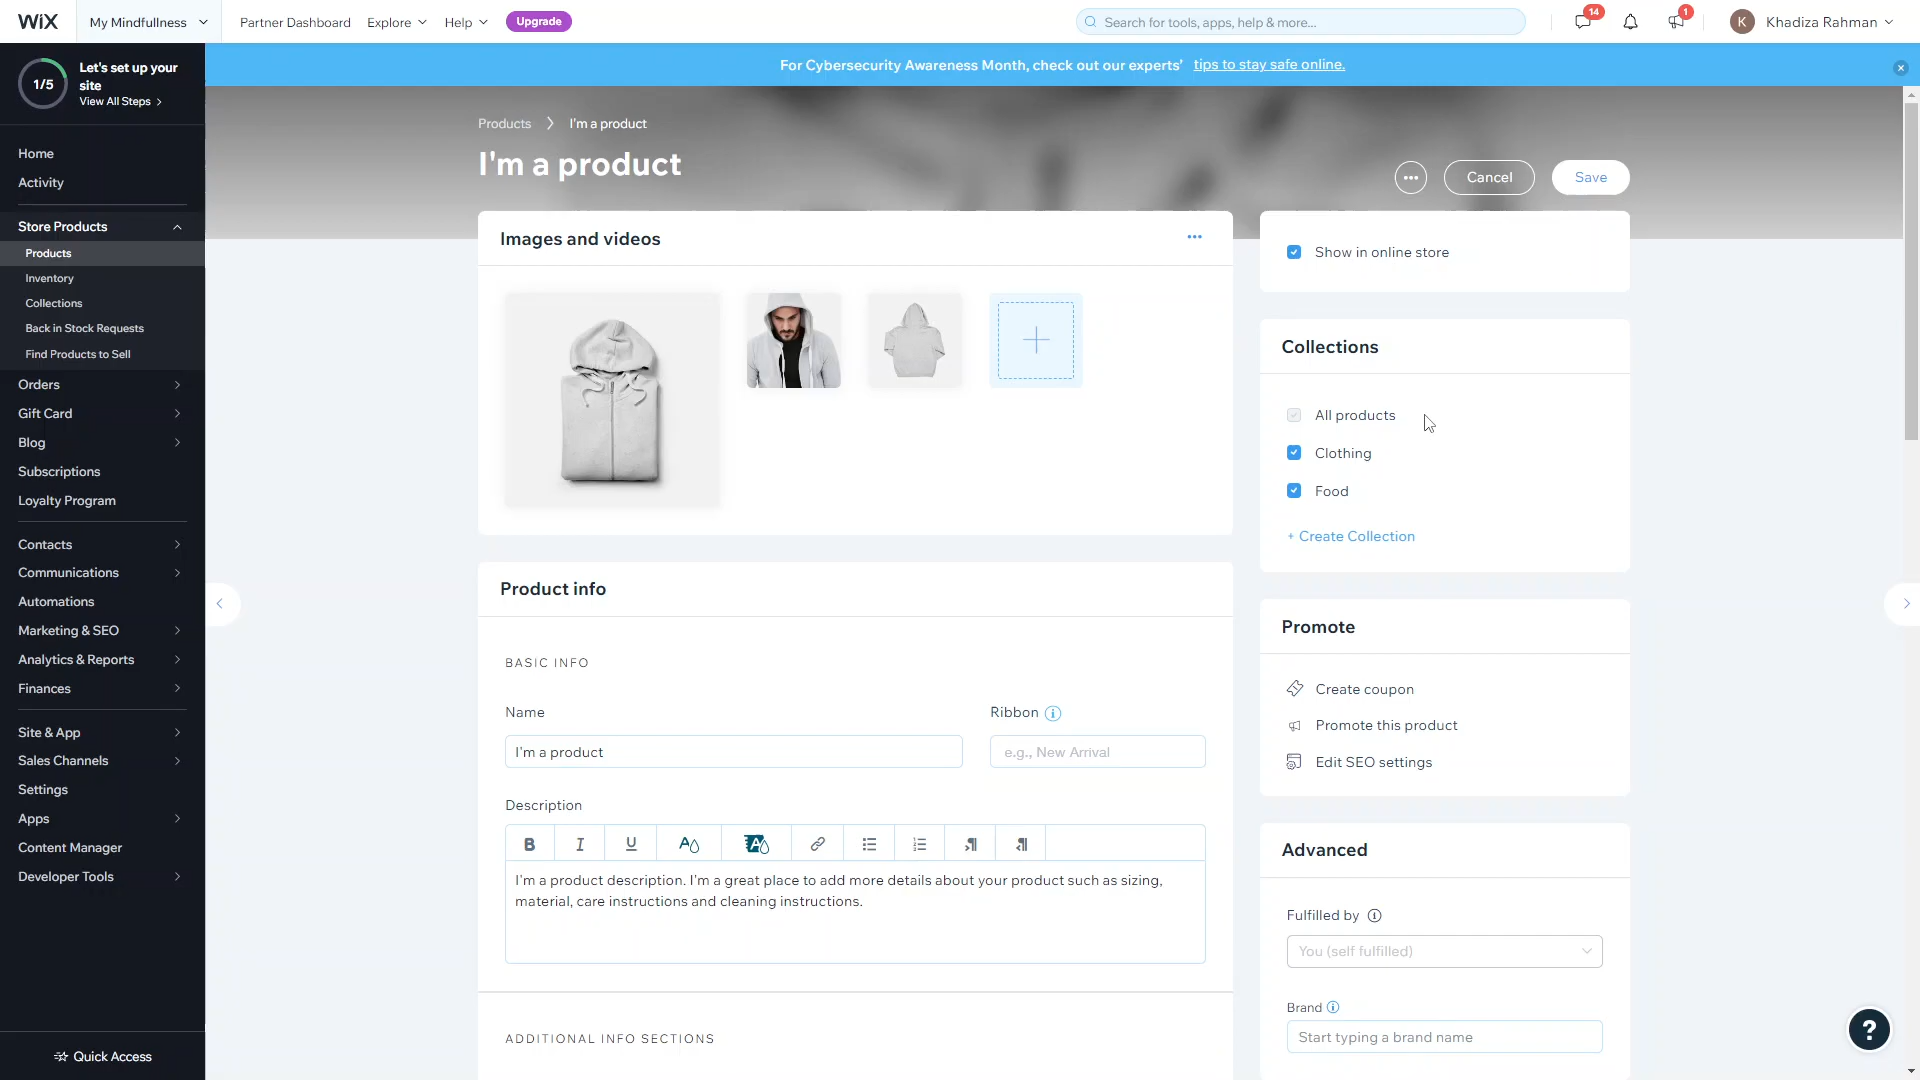 WiX
My Mindfullness
Partner Dashboard
Explore
Help
Upgrade
Search for tools, apps, help & more...
14
1
K
Khadiza Rahman
1/5
Let's set up your
site
View All Steps
For Cybersecurity Awareness Month, check out our experts' tips to stay safe online.
Home
Activity
Store Products
Products
Inventory
Collections
Back in Stock Requests
Find Products to Sell
Orders
Gift Card
Blog
Subscriptions
Loyalty Program
Contacts
Communications
Automations
Marketing & SEO
Analytics & Reports
Finances
Site & App
Sales Channels
Settings
Apps
Content Manager
Developer Tools
Quick Access
Products > I'm a product
I'm a product
Cancel
Save
Images and videos
Product info
BASIC INFO
Name
Ribbon
I'm a product
e.g., New Arrival
Description
B I U A A
I'm a product description. I'm a great place to add more details about your product such as sizing,
material, care instructions and cleaning instructions.
ADDITIONAL INFO SECTIONS
Show in online store
Collections
All products
Clothing
Food
+ Create Collection
Promote
Create coupon
Promote this product
Edit SEO settings
Advanced
Fulfilled by
You (self fulfilled)
Brand
Start typing a brand name
?